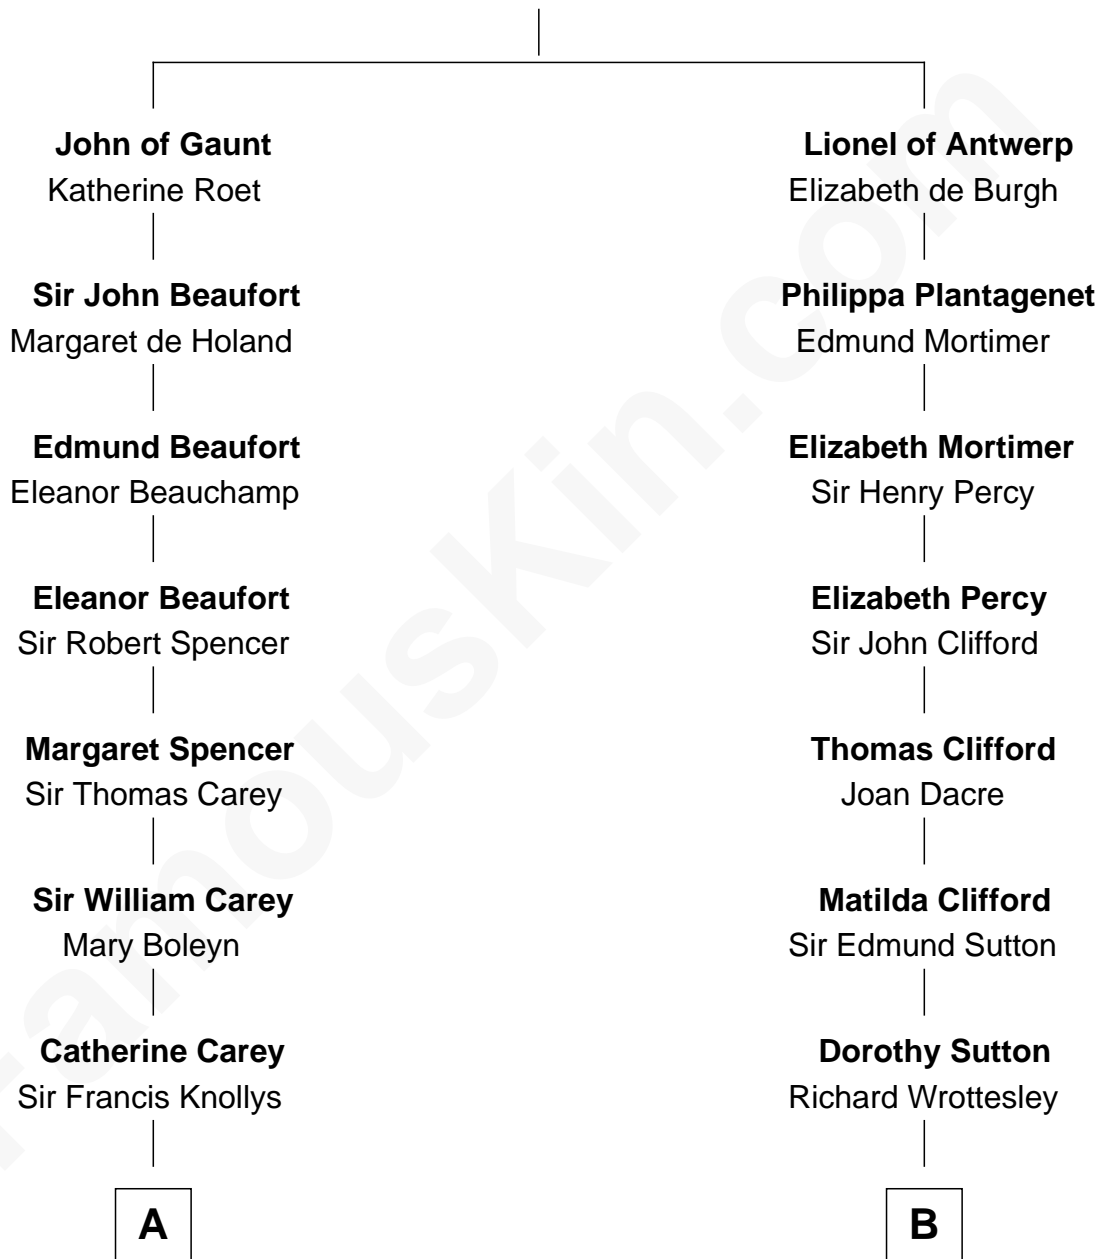 John of Gaunt
Katherine Roet
Sir John Beaufort
Margaret de Holand
Edmund Beaufort
Eleanor Beauchamp
Eleanor Beaufort
Sir Robert Spencer
Margaret Spencer
Sir Thomas Carey
Sir William Carey
Mary Boleyn
Catherine Carey
Sir Francis Knollys
A
Lionel of Antwerp
Elizabeth de Burgh
Philippa Plantagenet
Edmund Mortimer
Elizabeth Mortimer
Sir Henry Percy
Elizabeth Percy
Sir John Clifford
Thomas Clifford
Joan Dacre
Matilda Clifford
Sir Edmund Sutton
Dorothy Sutton
Richard Wrottesley
B
FamousKin.com